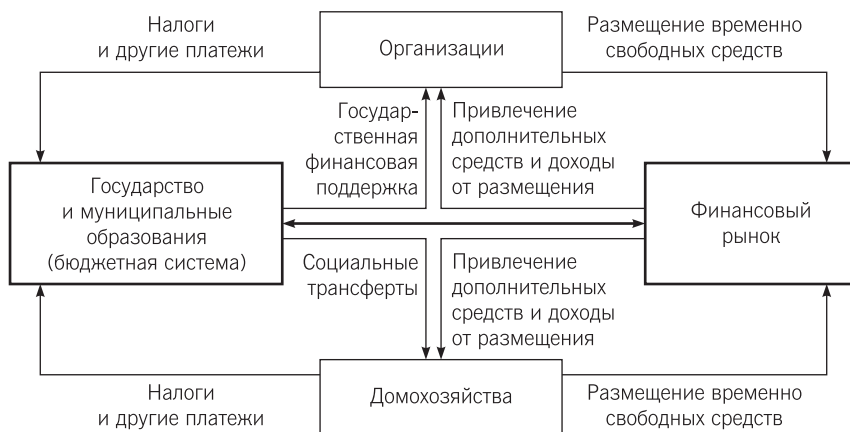 Налоги
и другие платежи
Организации
Размещение временно
свободных средств
Государ-
ственная
финансовая
поддержка
Привлечение
дополнительных
средств и доходы
от размещения
Государство
и муниципальные
образования
(бюджетная система)
Финансовый
рынок
Социальные
трансферты
Привлечение
дополнительных
средств и доходы
от размещения
Налоги
и другие платежи
Домохозяйства
Размещение временно
свободных средств